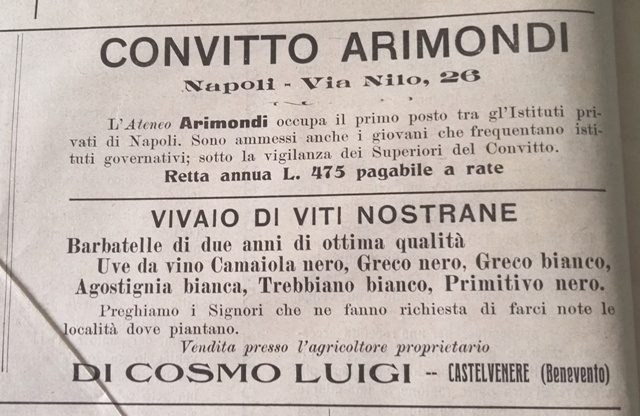 CONVITTO ARIMONDI
Napoli - Via Nilo, 26
L'Ateneo Arimondi occupa il primo posto tra gl'Istituti pri-
vati di Napoli. Sono ammessi anche i giovani che frequentano isti-
tuti governativi; sotto la vigilanza dei Superiori del Convitto.
Retta annua L. 475 pagabile a rate
VIVAIO DI VITI NOSTRANE
Barbatelle di due anni di ottima qualità
Uve da vino Camaiola nero, Greco nero, Greco bianco,
Agostignia bianca, Trebbiano bianco, Primitivo nero.
Preghiamo i Signori che ne fanno richiesta di farci note le
località dove piantano.
Vendita presso l'agricoltore proprietario
DI COSMO LUIGI -- CASTELVENERE (Benevento)